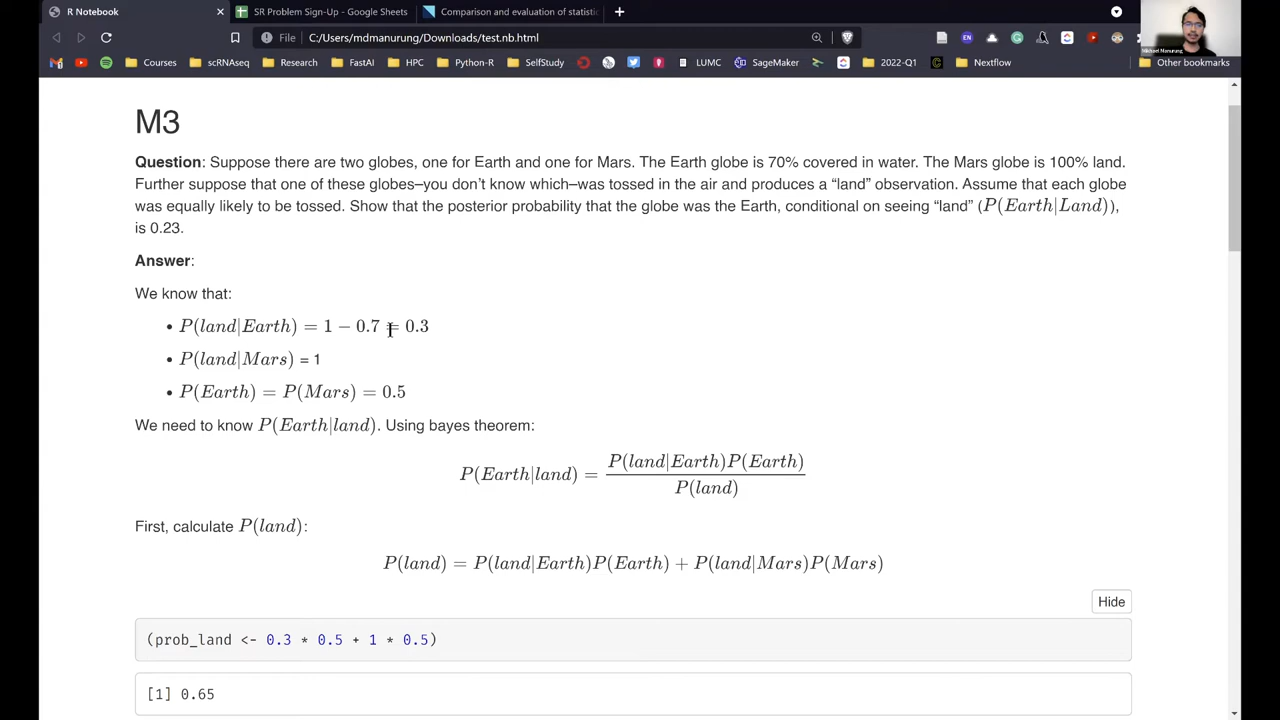 R Notebook
SR Problem Sign-Up - Google Sheets
Comparison and evaluation of statistic
File C:/Users/mdmanurung/Downloads/test.nb.html
Courses scRNAseq Research FastAI HPC Deep-R SelfStudy LUMC SageMaker 2022-Q1 Nextflow Other bookmarks
Michael Manurung
M3
Question: Suppose there are two globes, one for Earth and one for Mars. The Earth globe is 70% covered in water. The Mars globe is 100% land.
Further suppose that one of these globes–you don't know which–was tossed in the air and produces a “land” observation. Assume that each globe
was equally likely to be tossed. Show that the posterior probability that the globe was the Earth, conditional on seeing “land” (P(Earth|Land)),
is 0.23.
Answer:
We know that:
• P(land|Earth) = 1 − 0.7 = 0.3
• P(land|Mars) = 1
• P(Earth) = P(Mars) = 0.5
We need to know P(Earth|land). Using bayes theorem:
P(Earth|land) = P(land|Earth)P(Earth)
P(land)
First, calculate P(land):
P(land) = P(land|Earth)P(Earth) + P(land|Mars)P(Mars)
Hide
(prob_land <- 0.3 * 0.5 + 1 * 0.5)
[1] 0.65